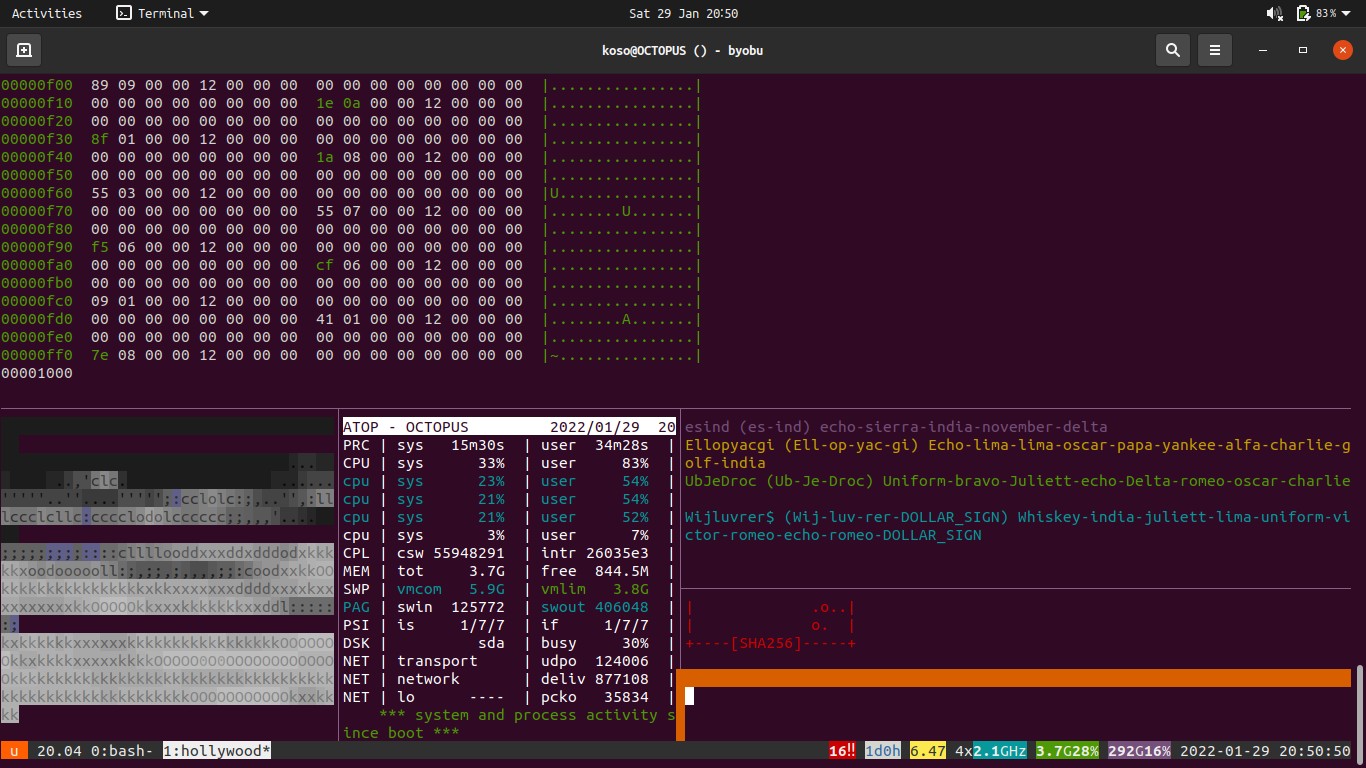 Activities Terminal Sat 29 Jan 20:50 83%
koso@OCTOPUS () - byobu
00000f00 89 09 00 00 12 00 00 00 00 00 00 00 00 00 00 00 |................|
00000f10 00 00 00 00 00 00 00 00 1e 0a 00 00 12 00 00 00 |................|
00000f20 00 00 00 00 00 00 00 00 00 00 00 00 00 00 00 00 |................|
00000f30 8f 01 00 00 12 00 00 00 00 00 00 00 00 00 00 00 |................|
00000f40 00 00 00 00 00 00 00 00 1a 08 00 00 12 00 00 00 |................|
00000f50 00 00 00 00 00 00 00 00 00 00 00 00 00 00 00 00 |................|
00000f60 55 03 00 00 12 00 00 00 00 00 00 00 00 00 00 00 |U...............|
00000f70 00 00 00 00 00 00 00 00 55 07 00 00 12 00 00 00 |........U.......|
00000f80 00 00 00 00 00 00 00 00 00 00 00 00 00 00 00 00 |................|
00000f90 f5 06 00 00 12 00 00 00 00 00 00 00 00 00 00 00 |................|
00000fa0 00 00 00 00 00 00 00 00 cf 06 00 00 12 00 00 00 |................|
00000fb0 00 00 00 00 00 00 00 00 00 00 00 00 00 00 00 00 |................|
00000fc0 09 01 00 00 12 00 00 00 00 00 00 00 00 00 00 00 |................|
00000fd0 00 00 00 00 00 00 00 00 41 01 00 00 12 00 00 00 |........A.......|
00000fe0 00 00 00 00 00 00 00 00 00 00 00 00 00 00 00 00 |................|
00000ff0 7e 08 00 00 12 00 00 00 00 00 00 00 00 00 00 00 |~...............|
00001000
ATOP - OCTOPUS 2022/01/29 20
PRC | sys 15m30s | user 34m28s |
CPU | sys 33% | user 83% |
cpu | sys 23% | user 54% |
cpu | sys 21% | user 54% |
cpu | sys 21% | user 52% |
cpu | sys 3% | user 7% |
CPL | csw 55948291 | intr 26035e3 |
MEM | tot 3.7G | free 844.5M |
SWP | vmcom 5.9G | vmlim 3.8G |
PAG | swin 125772 | swout 406048 |
PSI | is 1/7/7 | if 1/7/7 |
DSK | sda | busy 30% |
NET | transport | udpo 124006 |
NET | network | deliv 877108 |
NET | lo ---- | pcko 35834 |
*** system and process activity s
ince boot ***
esind (es-ind) echo-sierra-india-november-delta
Ellopyacgi (Ell-op-yac-gi) Echo-lima-lima-oscar-papa-yankee-alfa-charlie-g
olf-india
UbJeDroc (Ub-Je-Droc) Uniform-bravo-Juliett-echo-Delta-romeo-oscar-charlie
Wijluvrer$ (Wij-luv-rer-DOLLAR_SIGN) Whiskey-india-juliett-lima-uniform-vi
ctor-romeo-echo-romeo-DOLLAR_SIGN
| .o..|
| o. |
+----[SHA256]-----+
u 20.04 0:bash- 1:hollywood* 16!! 1d0h 6.47 4x2.1GHz 3.7G28% 292G16% 2022-01-29 20:50:50